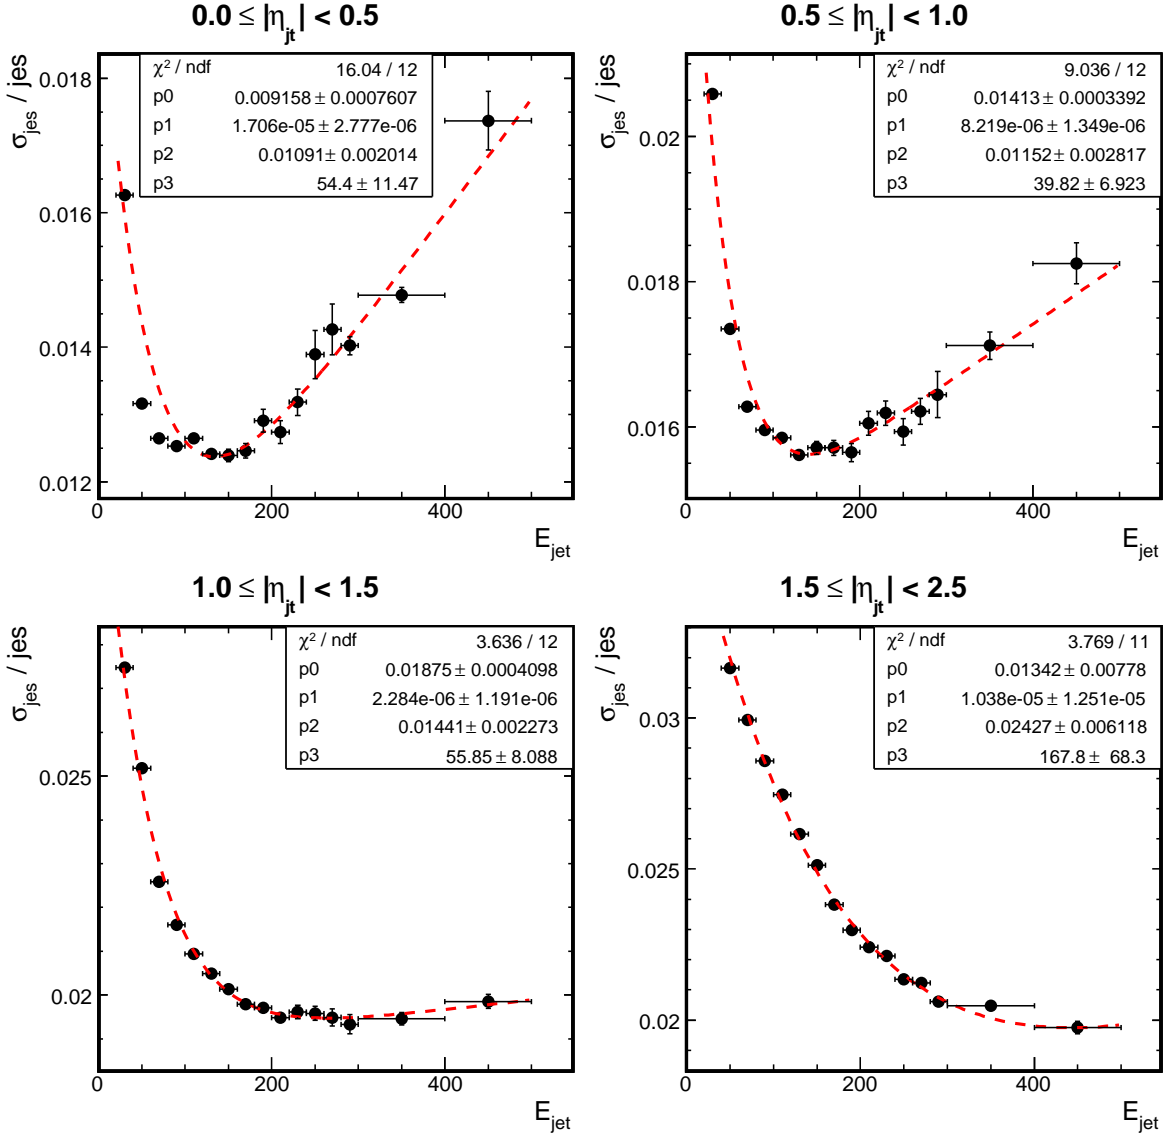 0.0 ≤ |η_jt| < 0.5
σ_jes / jes
χ² / ndf 16.04 / 12
p0 0.009158 ± 0.0007607
p1 1.706e-05 ± 2.777e-06
p2 0.01091 ± 0.002014
p3 54.4 ± 11.47
0.018
0.016
0.014
0.012
0 200 400
E_jet
0.5 ≤ |η_jt| < 1.0
σ_jes / jes
χ² / ndf 9.036 / 12
p0 0.01413 ± 0.0003392
p1 8.219e-06 ± 1.349e-06
p2 0.01152 ± 0.002817
p3 39.82 ± 6.923
0.02
0.018
0.016
0 200 400
E_jet
1.0 ≤ |η_jt| < 1.5
σ_jes / jes
χ² / ndf 3.636 / 12
p0 0.01875 ± 0.0004098
p1 2.284e-06 ± 1.191e-06
p2 0.01441 ± 0.002273
p3 55.85 ± 8.088
0.025
0.02
0 200 400
E_jet
1.5 ≤ |η_jt| < 2.5
σ_jes / jes
χ² / ndf 3.769 / 11
p0 0.01342 ± 0.00778
p1 1.038e-05 ± 1.251e-05
p2 0.02427 ± 0.006118
p3 167.8 ± 68.3
0.03
0.025
0.02
0 200 400
E_jet